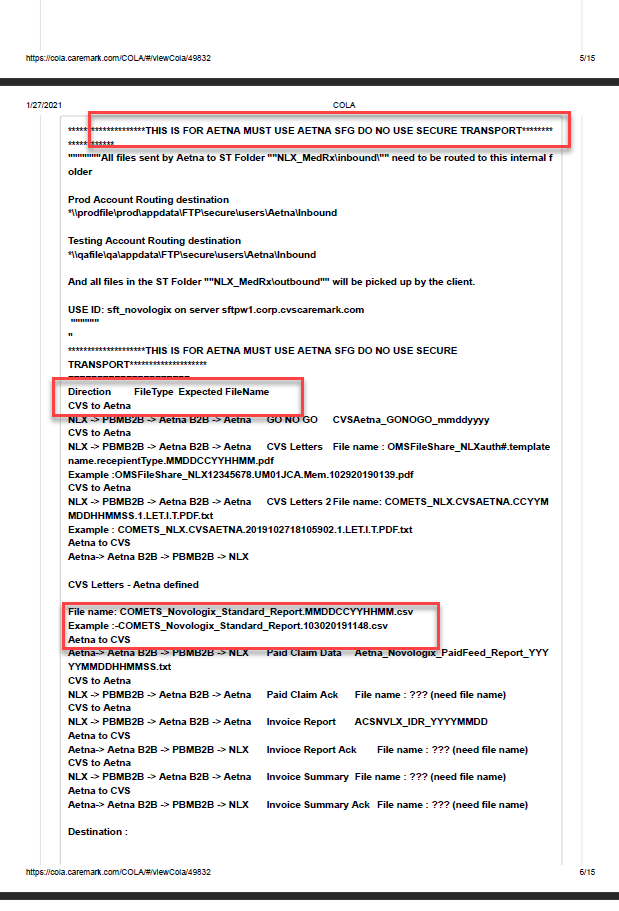 https://cola.caremark.com/COLA/#/viewCola/49832 5/15
1/27/2021 COLA
********************THIS IS FOR AETNA MUST USE AETNA SFG DO NO USE SECURE TRANSPORT********
************
"""""""All files sent by Aetna to ST Folder ""NLX_MedRx\inbound\"" need to be routed to this internal f
older
Prod Account Routing destination
*\\prodfile\prod\appdata\FTP\secure\users\Aetna\Inbound
Testing Account Routing destination
*\\qafile\qa\appdata\FTP\secure\users\Aetna\Inbound
And all files in the ST Folder ""NLX_MedRx\outbound"" will be picked up by the client.
USE ID: sft_novologix on server sftpw1.corp.cvscaremark.com
""""""
"
********************THIS IS FOR AETNA MUST USE AETNA SFG DO NO USE SECURE
TRANSPORT********************
======================
Direction FileType Expected FileName
CVS to Aetna
NLX -> PBMB2B -> Aetna B2B -> Aetna GO NO GO CVSAetna_GONOGO_mmddyyyy
CVS to Aetna
NLX -> PBMB2B -> Aetna B2B -> Aetna CVS Letters File name : OMSFileShare_NLXauth#.template
name.recepientType.MMDDCCYYHHMM.pdf
Example :OMSFileShare_NLX12345678.UM01JCA.Mem.102920190139.pdf
CVS to Aetna
NLX -> PBMB2B -> Aetna B2B -> Aetna CVS Letters 2 File name: COMETS_NLX.CVSAETNA.CCYYM
MDDHHMMSS.1.LET.I.T.PDF.txt
Example : COMETS_NLX.CVSAETNA.2019102718105902.1.LET.I.T.PDF.txt
Aetna to CVS
Aetna-> Aetna B2B -> PBMB2B -> NLX
CVS Letters - Aetna defined
File name: COMETS_Novologix_Standard_Report.MMDDCCYYHHMM.csv
Example :-COMETS_Novologix_Standard_Report.103020191148.csv
Aetna to CVS
Aetna-> Aetna B2B -> PBMB2B -> NLX Paid Claim Data Aetna_Novologix_PaidFeed_Report_YYY
YYMMDDHHMMSS.txt
CVS to Aetna
NLX -> PBMB2B -> Aetna B2B -> Aetna Paid Claim Ack File name : ??? (need file name)
CVS to Aetna
NLX -> PBMB2B -> Aetna B2B -> Aetna Invoice Report ACSNVLX_IDR_YYYYMMDD
Aetna to CVS
Aetna-> Aetna B2B -> PBMB2B -> NLX Invioce Report Ack File name : ??? (need file name)
CVS to Aetna
NLX -> PBMB2B -> Aetna B2B -> Aetna Invoice Summary File name : ??? (need file name)
Aetna to CVS
Aetna-> Aetna B2B -> PBMB2B -> NLX Invoice Summary Ack File name : ??? (need file name)
Destination :
https://cola.caremark.com/COLA/#/viewCola/49832 6/15